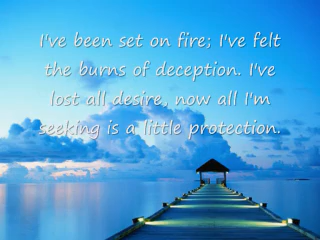 I've been set on fire; I've felt
the burns of deception. I've
lost all desire, now all I'm
seeking is a little protection.